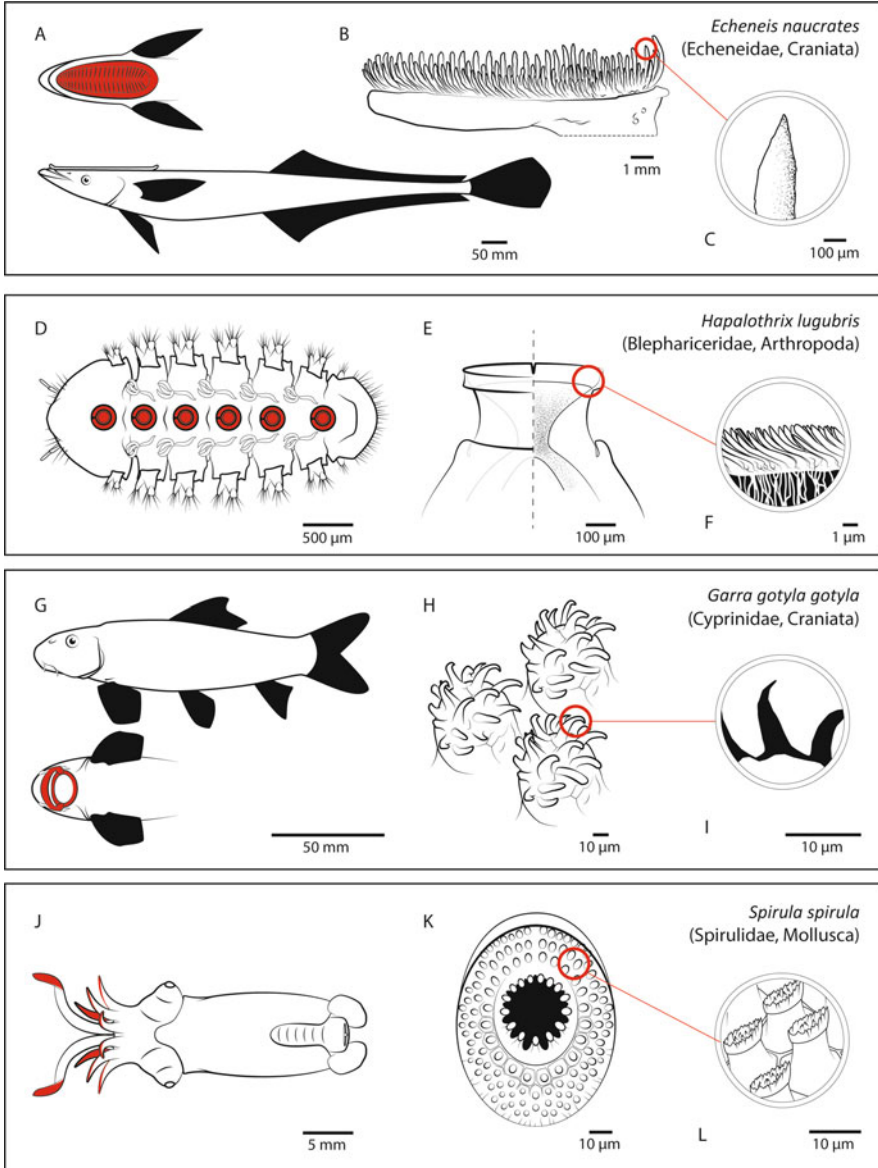 A
B
Echeneis naucrates
(Echeneidae, Craniata)
1 mm
C
50 mm
100 µm
D
E
Hapalothrix lugubris
(Blephariceridae, Arthropoda)
F
500 µm
100 µm
1 µm
G
H
Garra gotyla gotyla
(Cyprinidae, Craniata)
I
50 mm
10 µm
10 µm
J
K
Spirula spirula
(Spirulidae, Mollusca)
L
5 mm
10 µm
10 µm